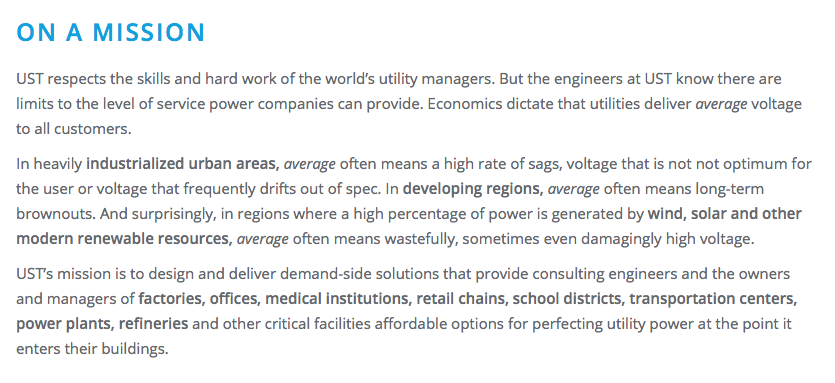 ON A MISSION
UST respects the skills and hard work of the world's utility managers. But the engineers at UST know there are
limits to the level of service power companies can provide. Economics dictate that utilities deliver average voltage
to all customers.
In heavily industrialized urban areas, average often means a high rate of sags, voltage that is not not optimum for
the user or voltage that frequently drifts out of spec. In developing regions, average often means long-term
brownouts. And surprisingly, in regions where a high percentage of power is generated by wind, solar and other
modern renewable resources, average often means wastefully, sometimes even damagingly high voltage.
UST's mission is to design and deliver demand-side solutions that provide consulting engineers and the owners
and managers of factories, offices, medical institutions, retail chains, school districts, transportation centers,
power plants, refineries and other critical facilities affordable options for perfecting utility power at the point it
enters their buildings.